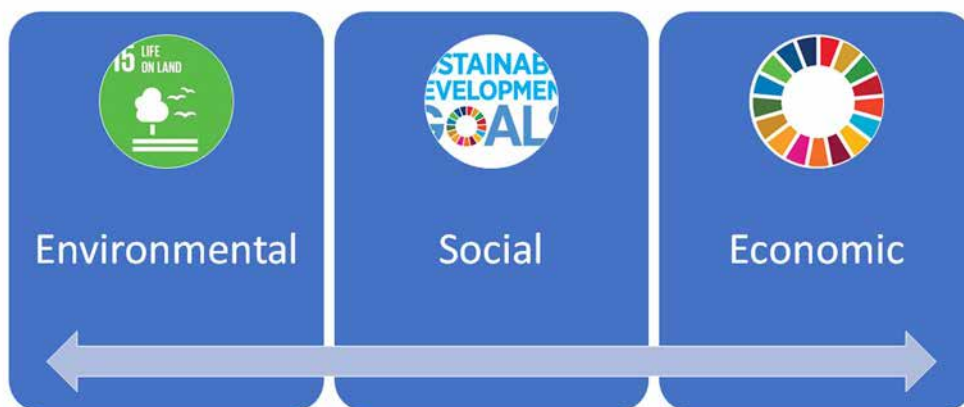 15 LIFE
ON LAND
STAINAB
EVELOPMEN
GOALS
Environmental
Social
Economic